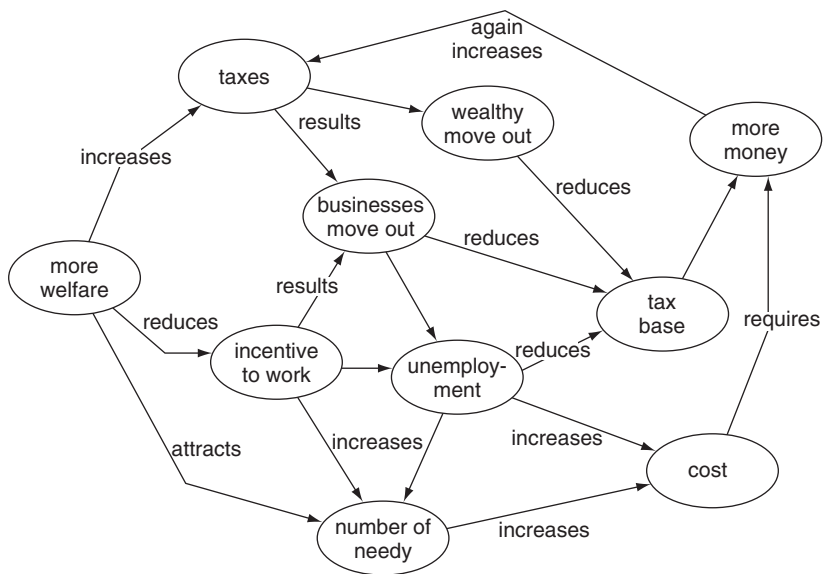 again
increases
taxes
wealthy
move out
more
money
results
increases
businesses
move out
reduces
reduces
more
welfare
results
tax
base
reduces
requires
incentive
to work
unemploy-
ment
reduces
attracts
increases
increases
cost
number of
needy
increases